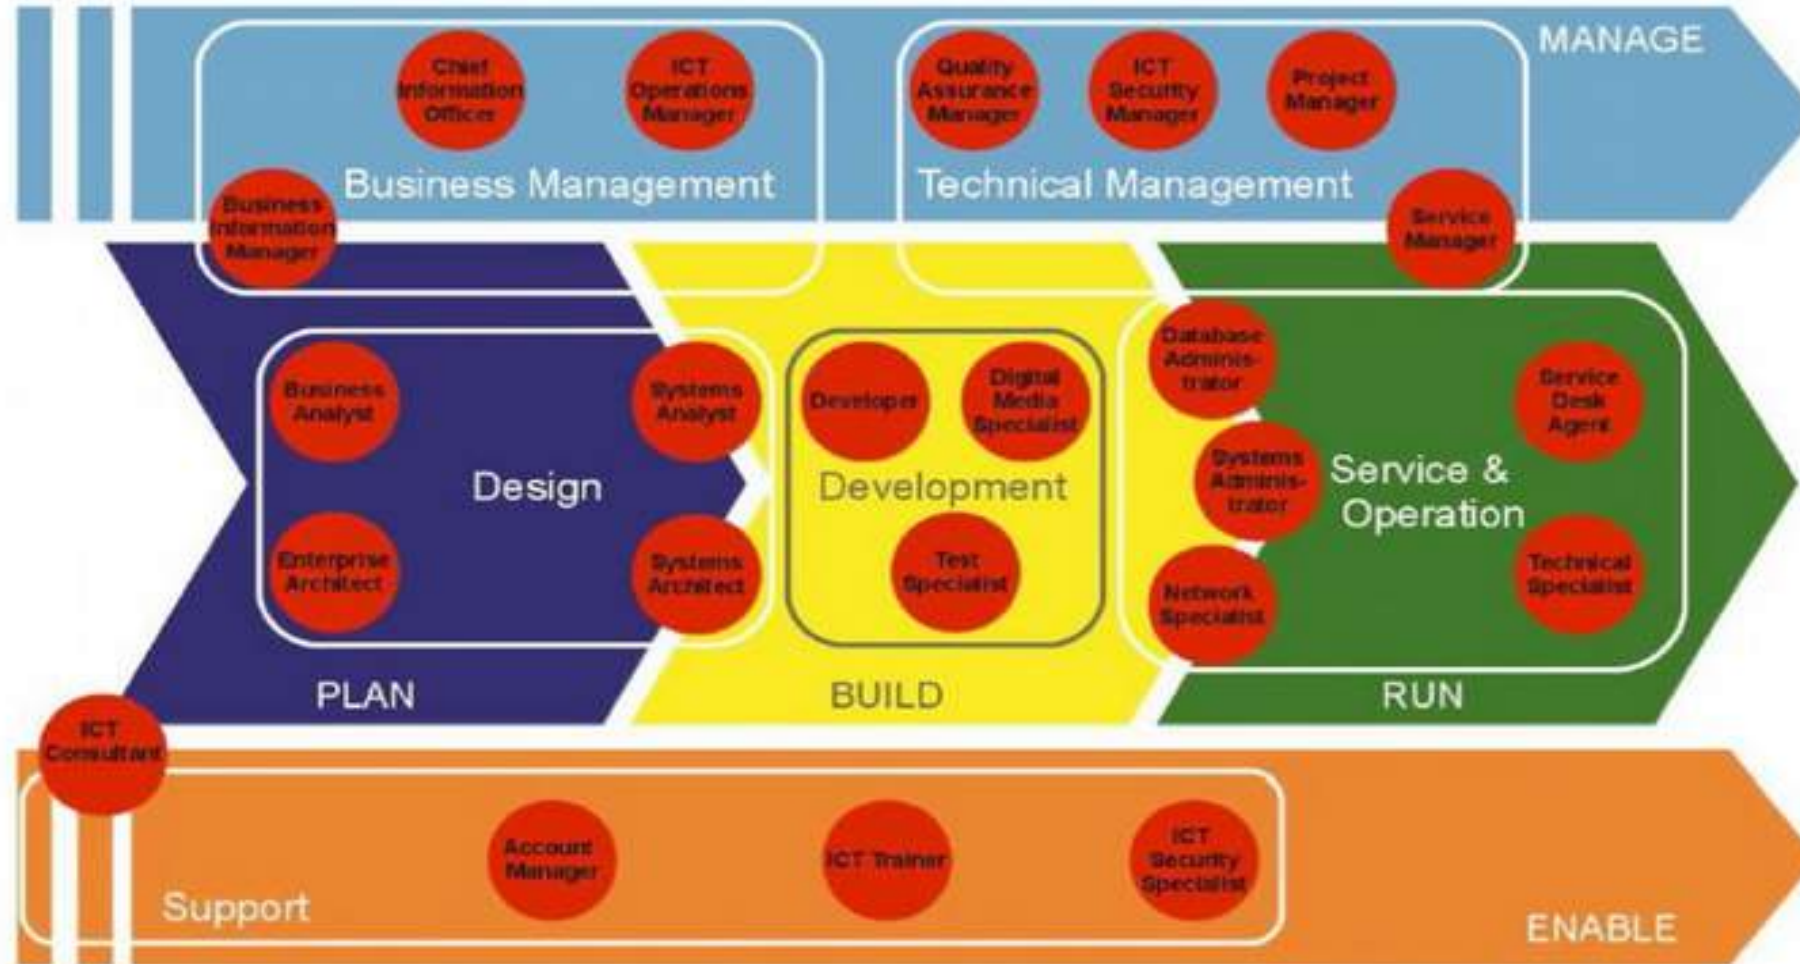 MANAGE
Chief
Information
Officer
ICT
Operations
Manager
Quality
Assurance
Manager
ICT
Security
Manager
Project
Manager
Business Management
Technical Management
Business
Information
Manager
Service
Manager
Business
Analyst
Systems
Analyst
Design
Enterprise
Architect
Systems
Architect
PLAN
Developer
Digital
Media
Specialist
Development
Test
Specialist
BUILD
Database
Adminis-
trator
Systems
Adminis-
trator
Network
Specialist
Service &
Operation
Service
Desk
Agent
Technical
Specialist
RUN
ICT
Consultant
Account
Manager
ICT Trainer
ICT
Security
Specialist
Support
ENABLE